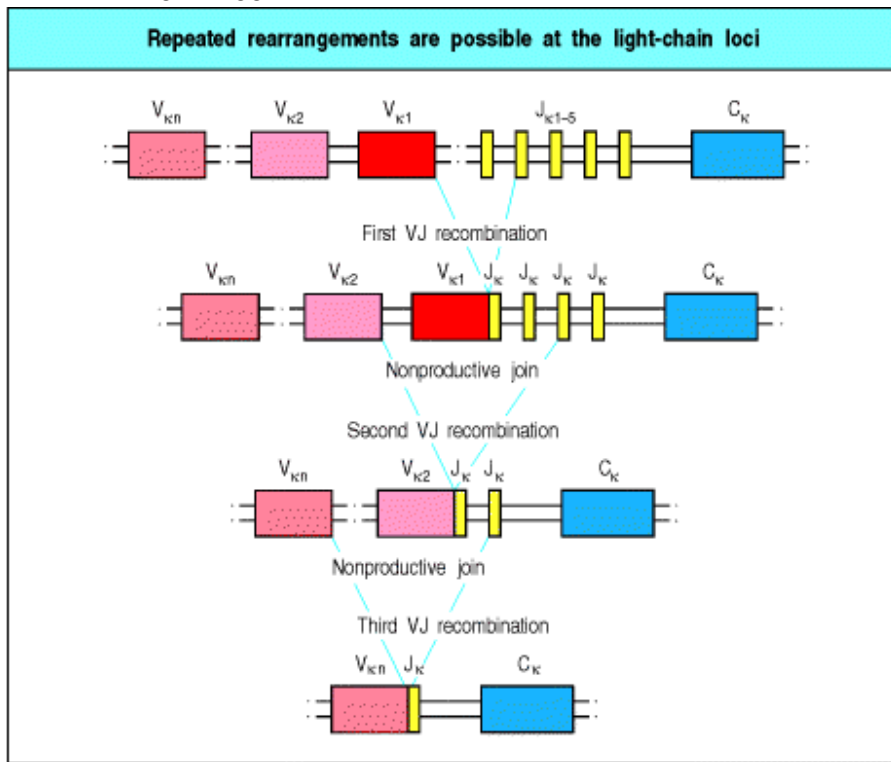 Repeated rearrangements are possible at the light-chain loci
Vκn Vκ2 Vκ1 Jκ1–5 Cκ
First VJ recombination
Vκn Vκ2 Vκ1 Jκ Jκ Jκ Jκ Cκ
Nonproductive join
Second VJ recombination
Vκn Vκ2 Jκ Jκ Cκ
Nonproductive join
Third VJ recombination
Vκn Jκ Cκ